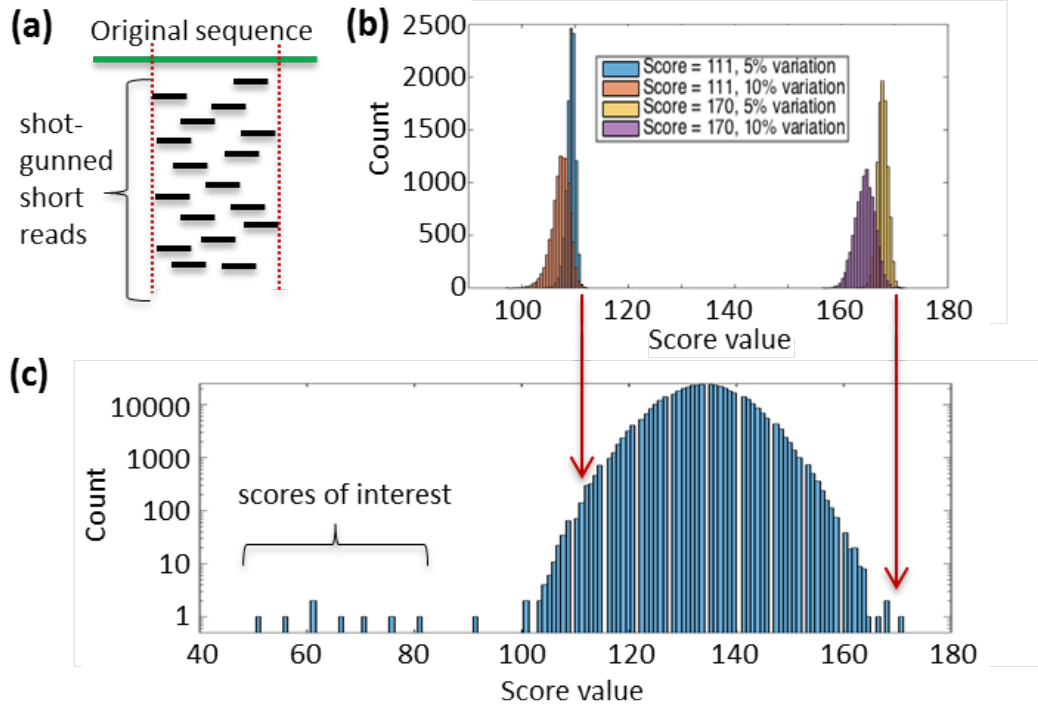 (a)
Original sequence
shot-
gunned
short
reads
(b)
2500
2000
1500
1000
500
0
Count
Score = 111, 5% variation
Score = 111, 10% variation
Score = 170, 5% variation
Score = 170, 10% variation
100 120 140 160 180
Score value
(c)
10000
1000
100
10
1
Count
scores of interest
40 60 80 100 120 140 160 180
Score value